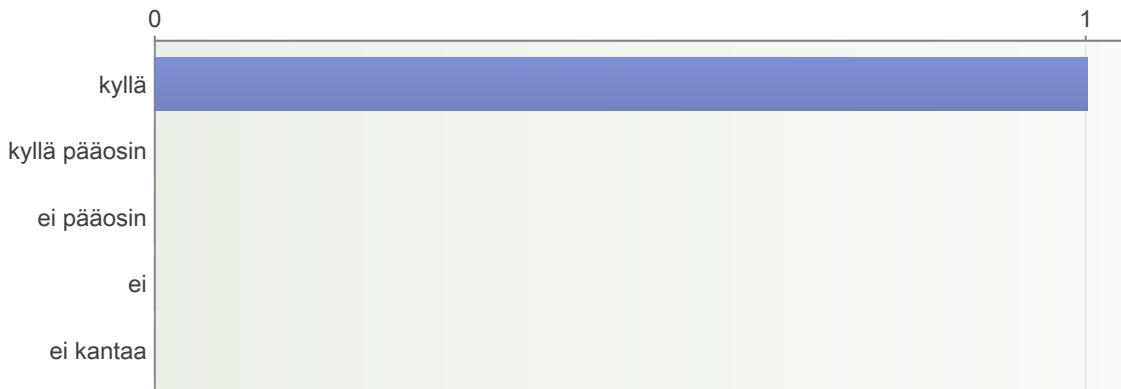 0 1
kyllä
kyllä pääosin
ei pääosin
ei
ei kantaa